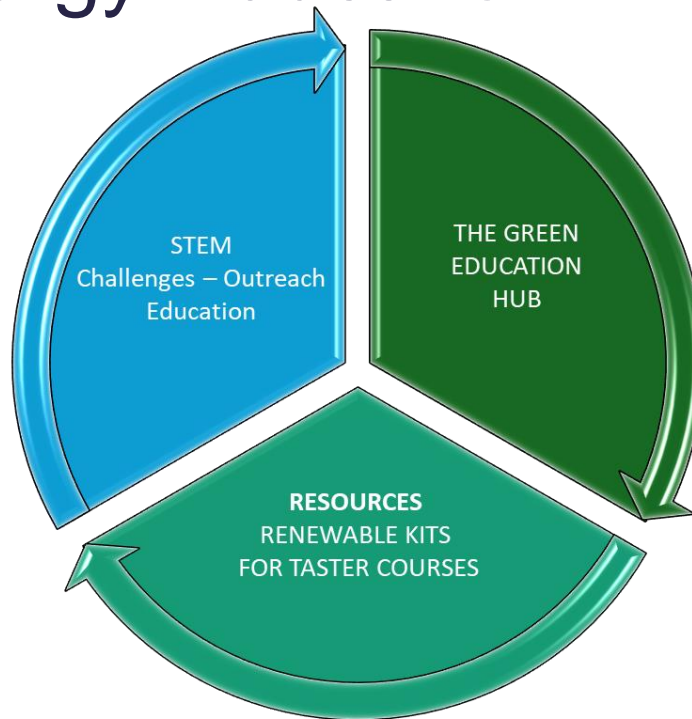 STEM
Challenges – Outreach
Education
THE GREEN
EDUCATION
HUB
RESOURCES
RENEWABLE KITS
FOR TASTER COURSES